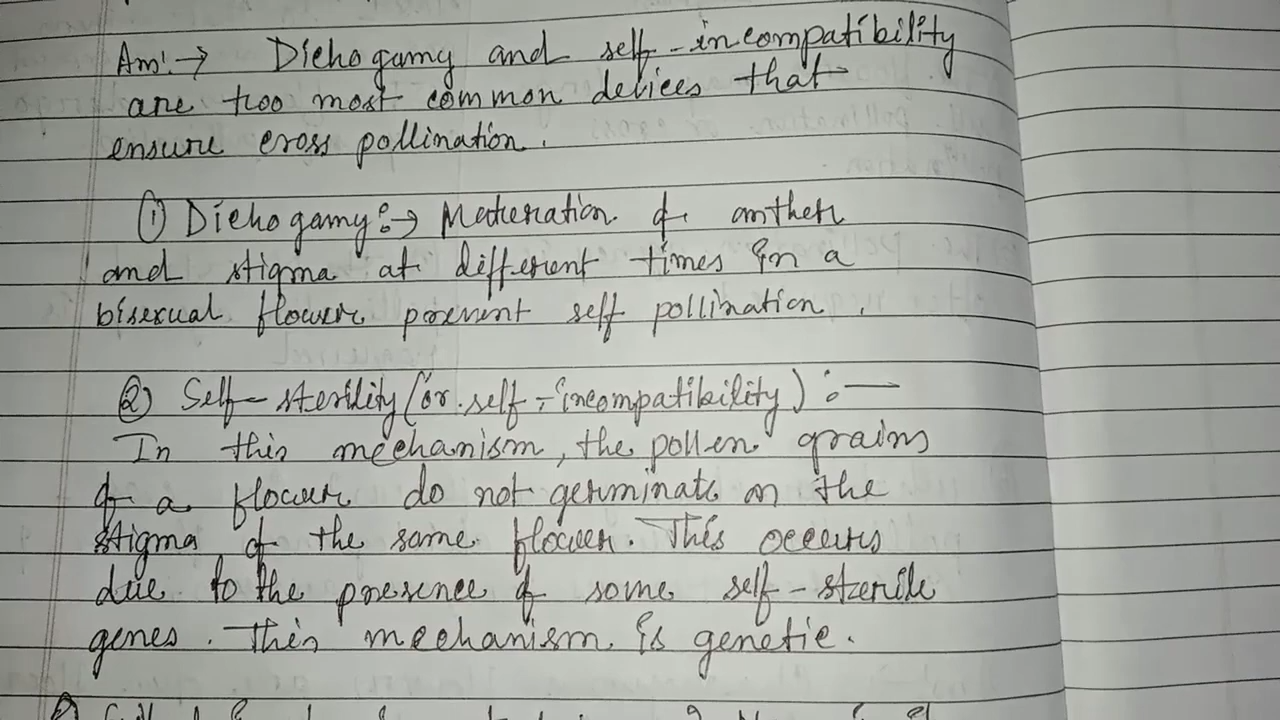 Ans:→ Dichogamy and self-incompatibility
are two most common devices that
ensure cross pollination.
① Dichogamy:→ Maturation of anther
and stigma at different times in a
bisexual flower prevent self pollination.
② Self-sterility (or self-incompatibility) :—
In this mechanism, the pollen grains
of a flower do not germinate on the
stigma of the same flower. This occurs
due to the presence of some self-sterile
genes. This mechanism is genetic.